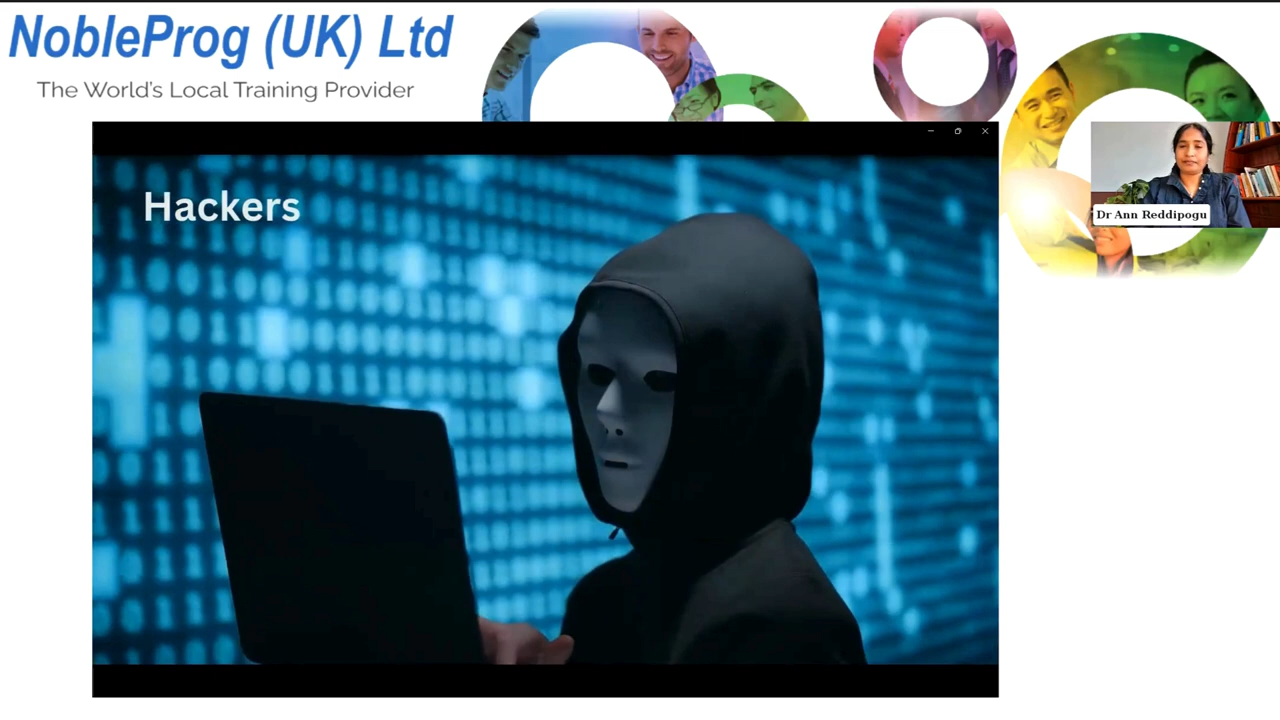 NobleProg (UK) Ltd
The World's Local Training Provider
Hackers
Dr Ann Reddipogu